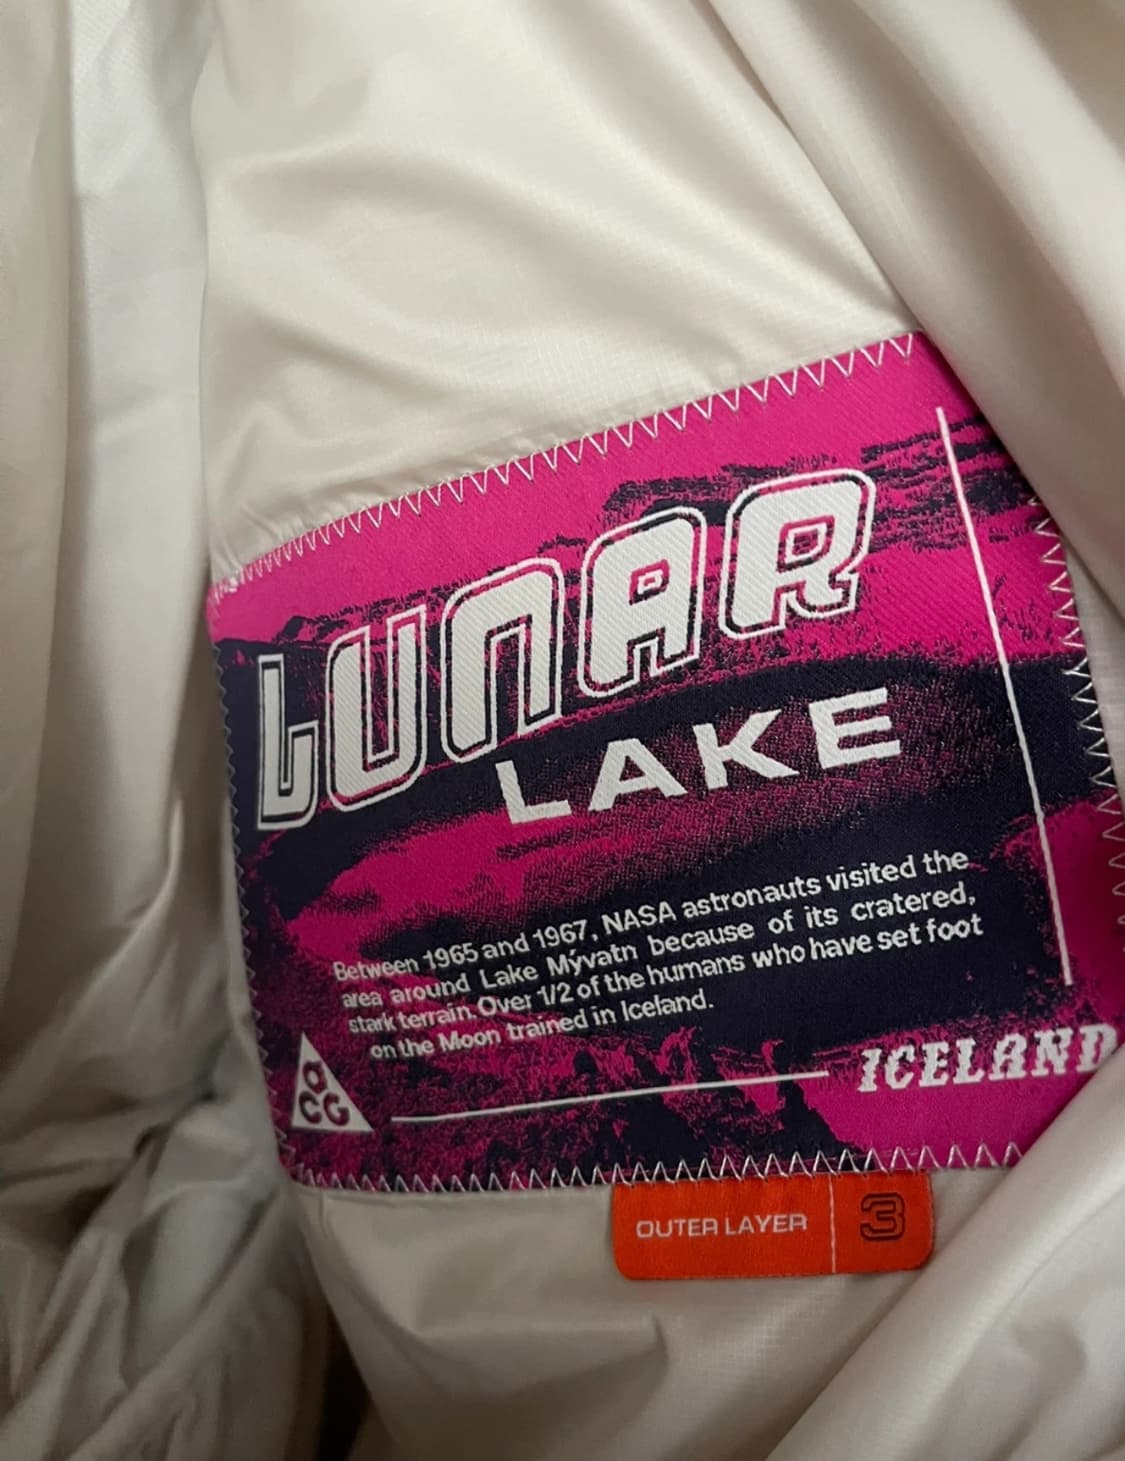 LUNAR
LAKE
Between 1965 and 1967, NASA astronauts visited the
area around Lake Mývatn because of its cratered,
stark terrain. Over 1/2 of the humans who have set foot
on the Moon trained in Iceland.
ICELAND
a
CG
OUTER LAYER 3